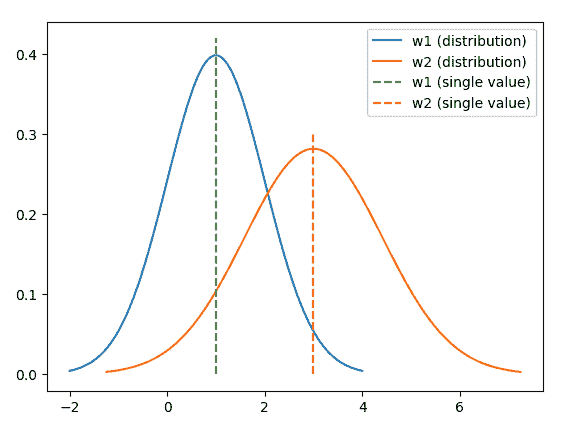 w1 (distribution)
w2 (distribution)
w1 (single value)
w2 (single value)
0.4
0.3
0.2
0.1
0.0
−2 0 2 4 6